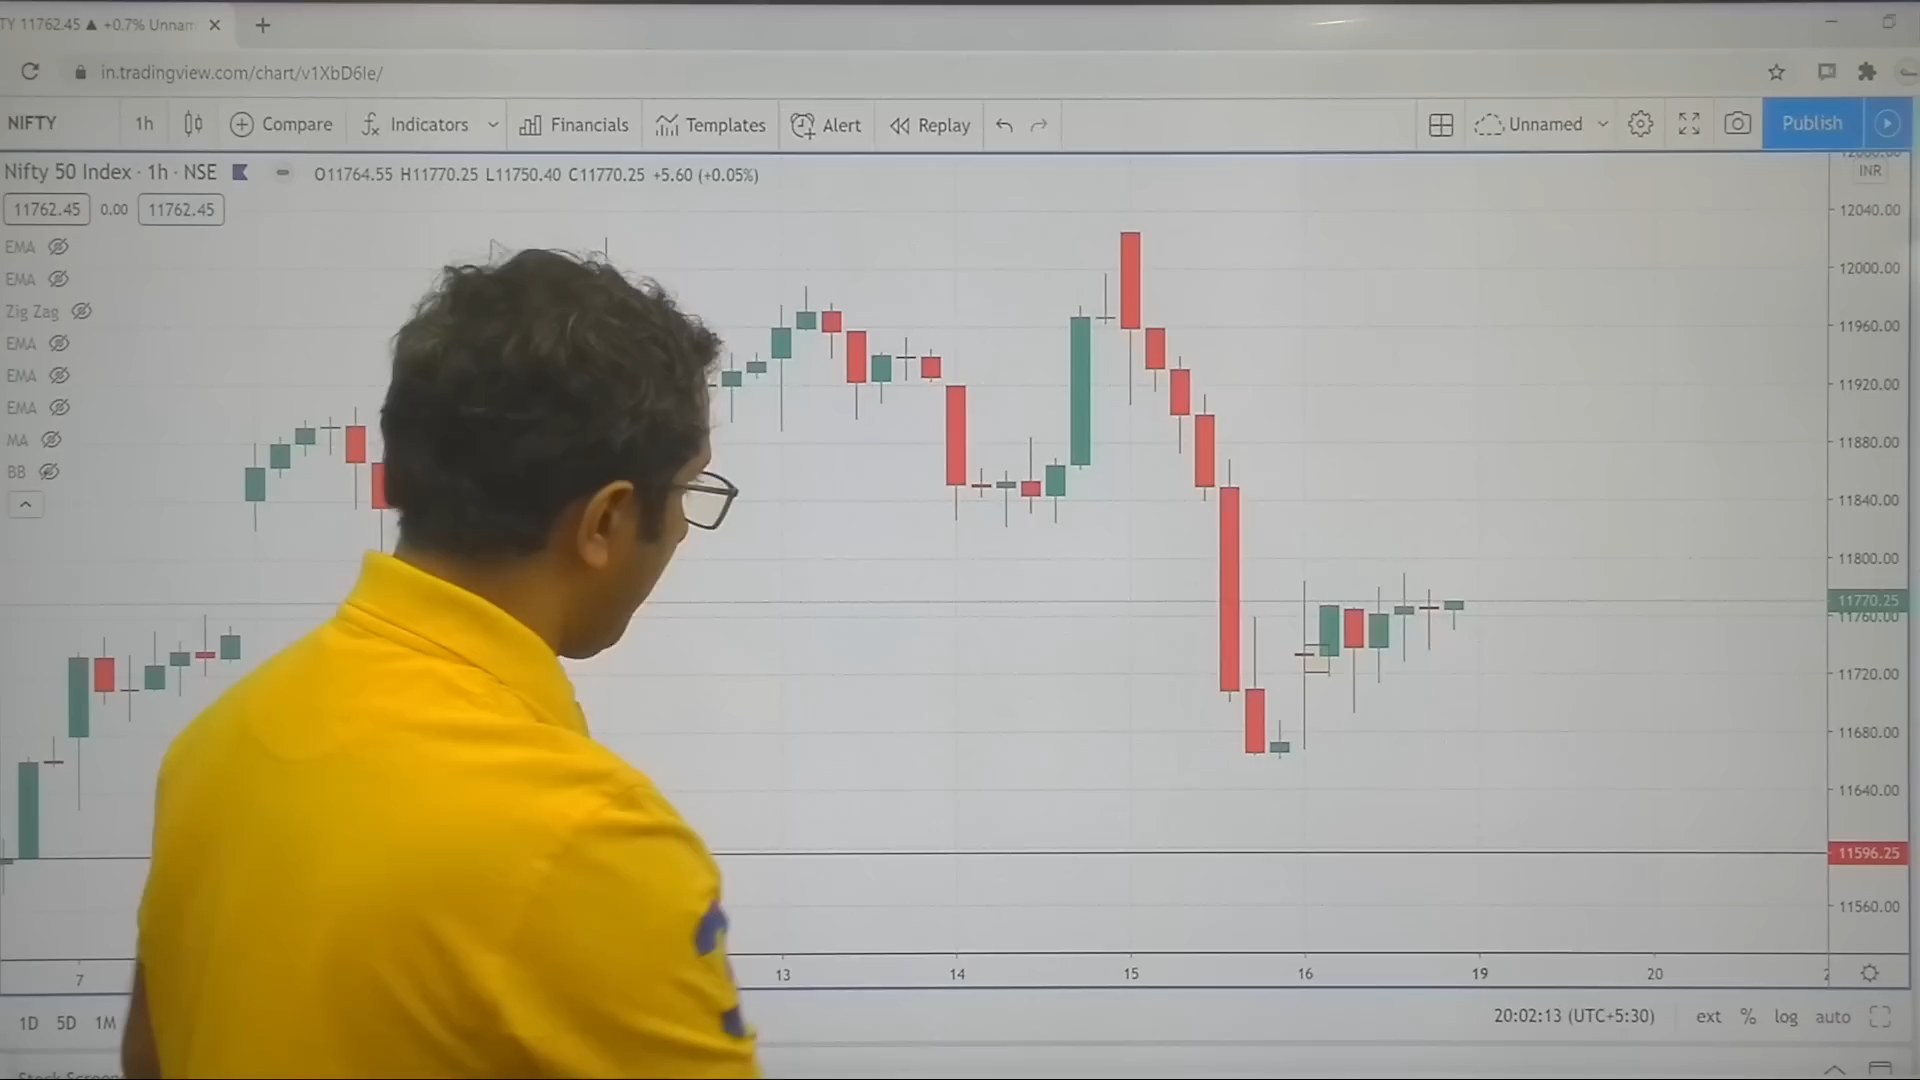 TY 11762.45 ▲ +0.7% Unnam
in.tradingview.com/chart/v1XbD6Ie/
NIFTY 1h Compare Indicators Financials Templates Alert Replay Unnamed Publish
Nifty 50 Index · 1h · NSE O11764.55 H11770.25 L11750.40 C11770.25 +5.60 (+0.05%)
INR
11762.45 0.00 11762.45
EMA
EMA
Zig Zag
EMA
EMA
EMA
MA
BB
12040.00
12000.00
11960.00
11920.00
11880.00
11840.00
11800.00
11770.25
11760.00
11720.00
11680.00
11640.00
11596.25
11560.00
7 13 14 15 16 19 20 2
1D 5D 1M 20:02:13 (UTC+5:30) ext % log auto